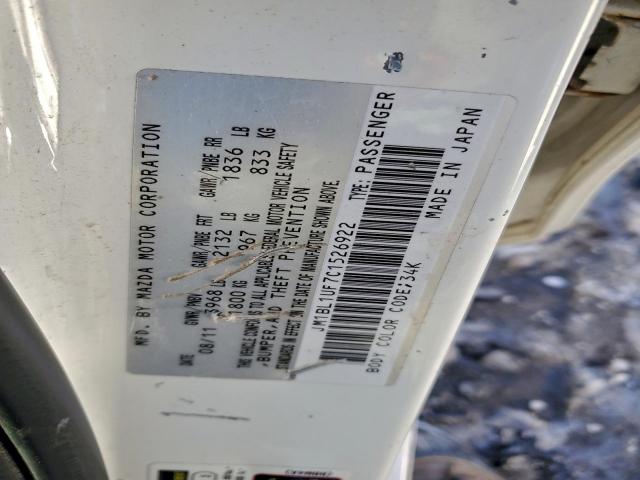 MFD. BY MAZDA MOTOR CORPORATION
DATE GVWR/PNBV GAWR/PNBE FRT GAWR/PNBE RR
08/11 3968 LB 2132 LB 1836 LB
1800 KG 967 KG 833 KG
THIS VEHICLE CONFORMS TO ALL APPLICABLE FEDERAL MOTOR VEHICLE SAFETY
, BUMPER, AND THEFT PREVENTION
STANDARDS IN EFFECT ON THE DATE OF MANUFACTURE SHOWN ABOVE
JM1BL1UF7C1526922 TYPE: PASSENGER
BODY COLOR CODE:34K MADE IN JAPAN